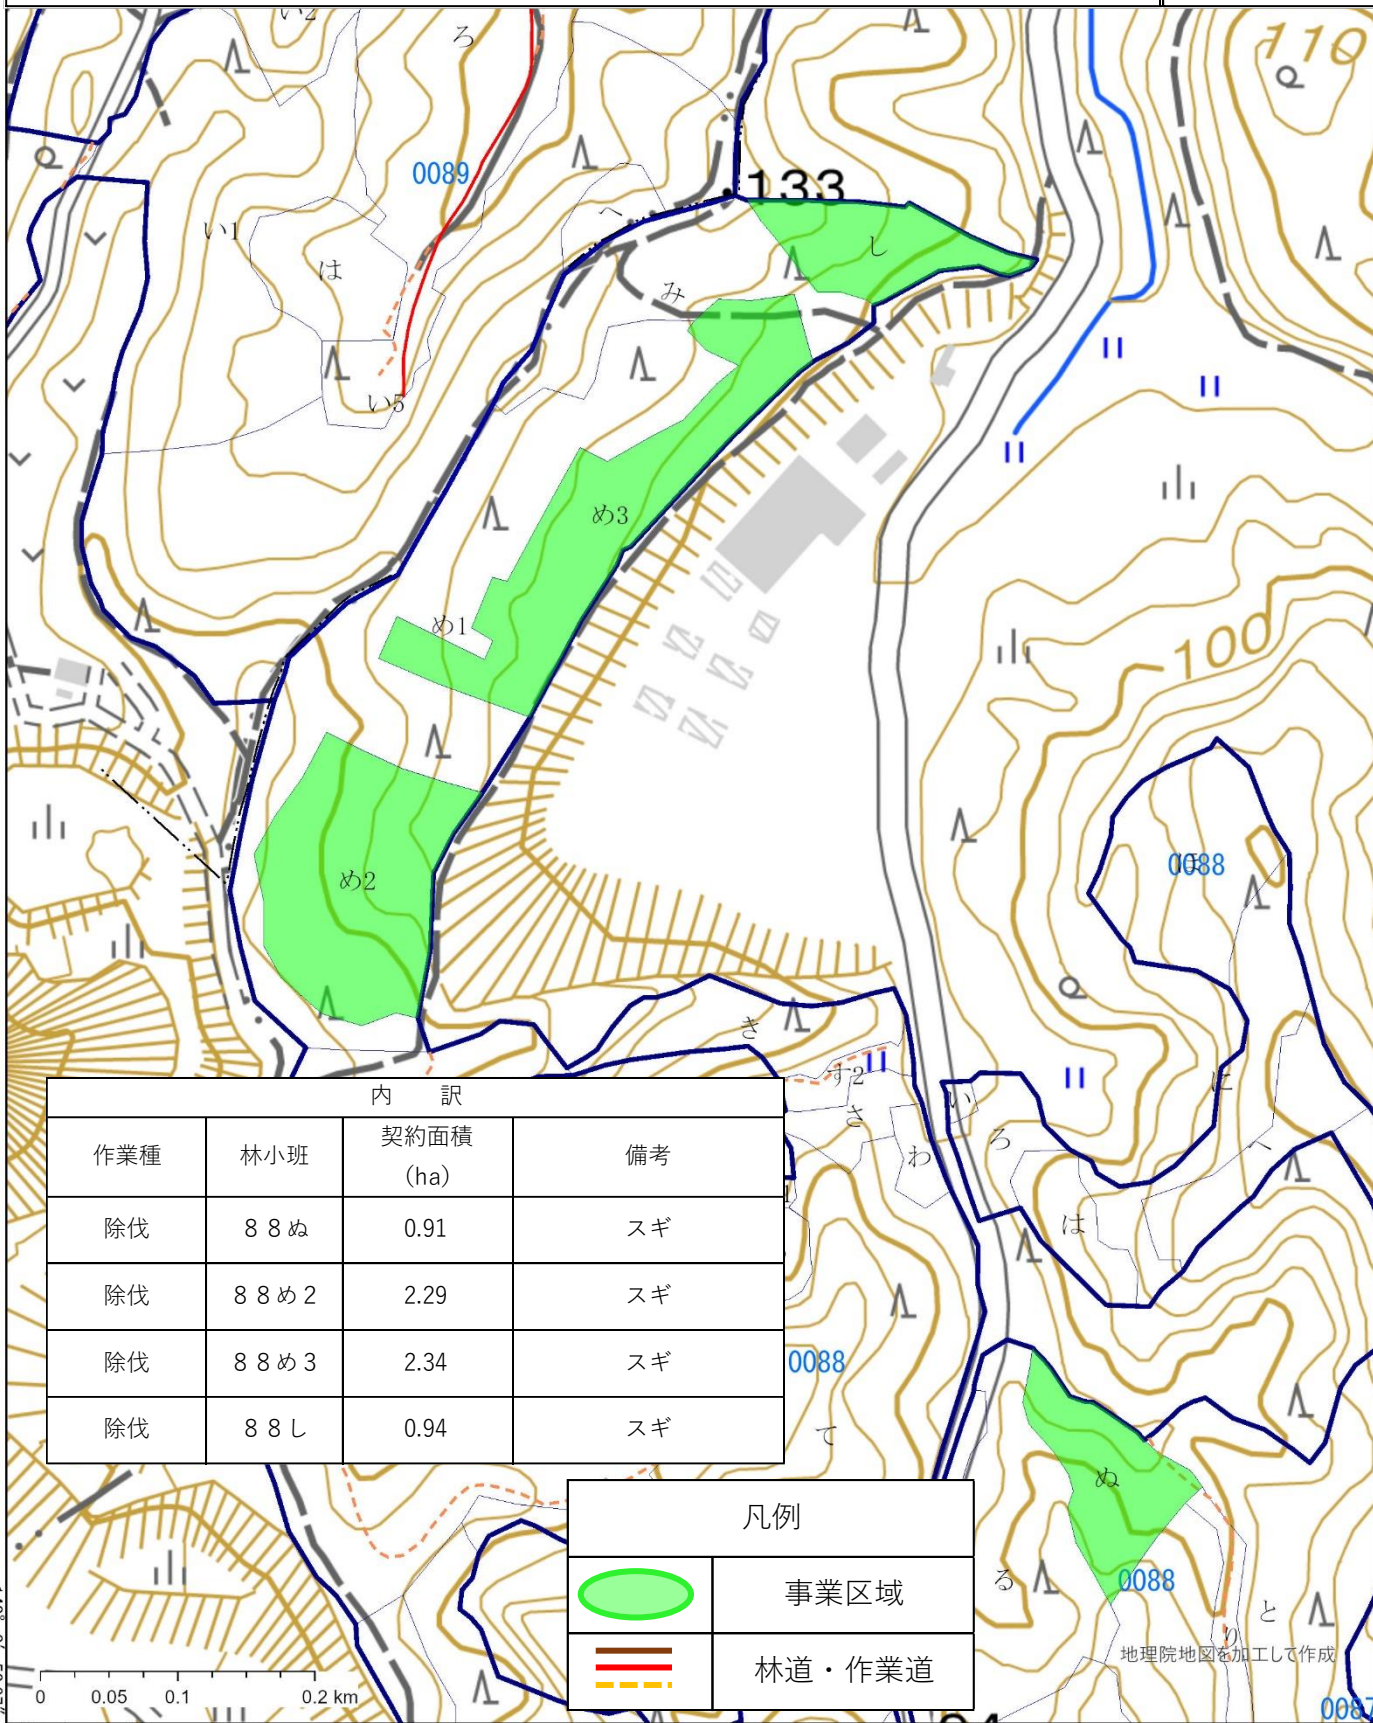 い2
ろ
110
0089
133
へ
い1
し
は
み
い5
め3
め1
100
0088
め2
に
き
す2
さ
い
ろ
わ
へ
は
内 訳
作業種 林小班 契約面積 (ha) 備考
除伐 88ぬ 0.91 スギ
除伐 88め2 2.29 スギ
除伐 88め3 2.34 スギ
除伐 88し 0.94 スギ
0088
て
ぬ
凡例
事業区域
林道・作業道
る
0088
と
り
地理院地図を加工して作成
0 0.05 0.1 0.2 km
0087